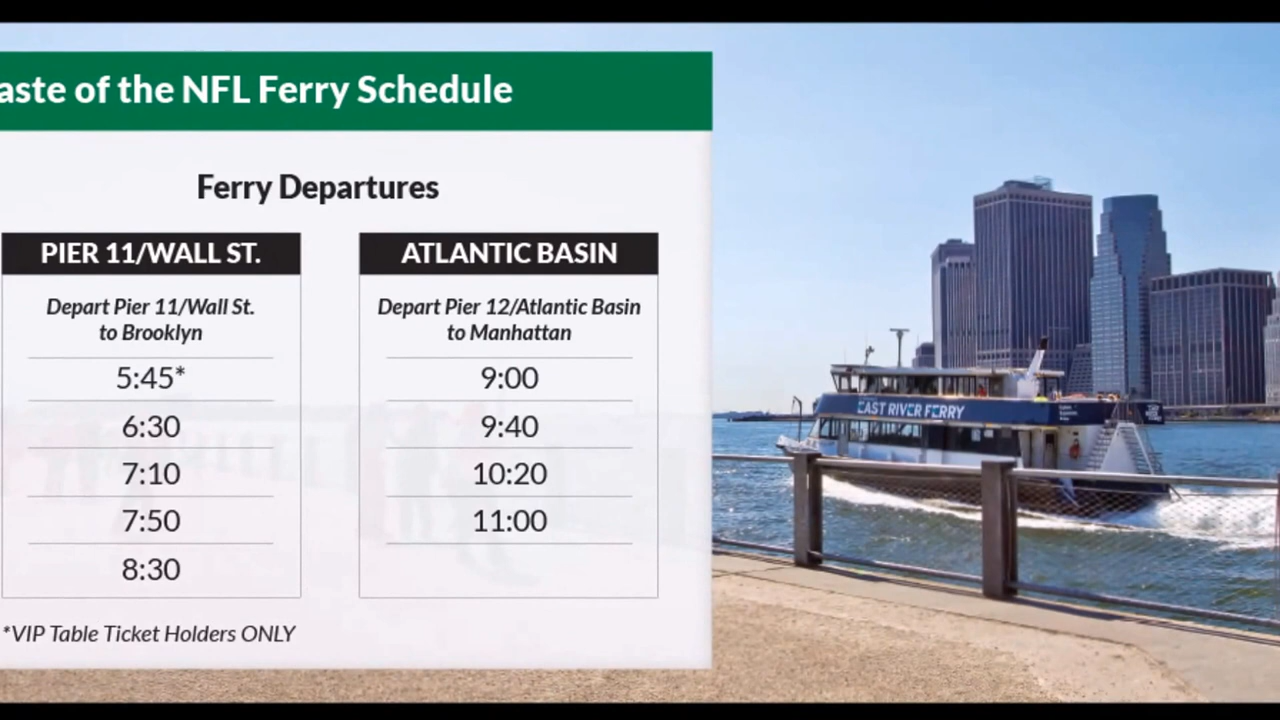 aste of the NFL Ferry Schedule
Ferry Departures
PIER 11/WALL ST.
Depart Pier 11/Wall St.
to Brooklyn
5:45*
6:30
7:10
7:50
8:30
*VIP Table Ticket Holders ONLY
ATLANTIC BASIN
Depart Pier 12/Atlantic Basin
to Manhattan
9:00
9:40
10:20
11:00
EAST RIVER FERRY